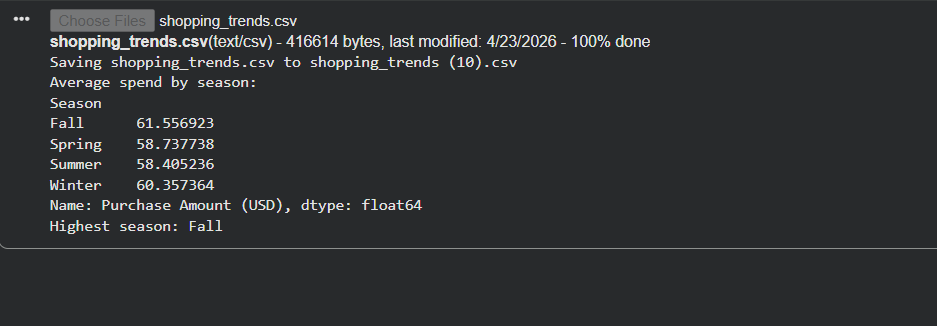 Choose Files shopping_trends.csv
shopping_trends.csv(text/csv) - 416614 bytes, last modified: 4/23/2026 - 100% done
Saving shopping_trends.csv to shopping_trends (10).csv
Average spend by season:
Season
Fall      61.556923
Spring    58.737738
Summer    58.405236
Winter    60.357364
Name: Purchase Amount (USD), dtype: float64
Highest season: Fall